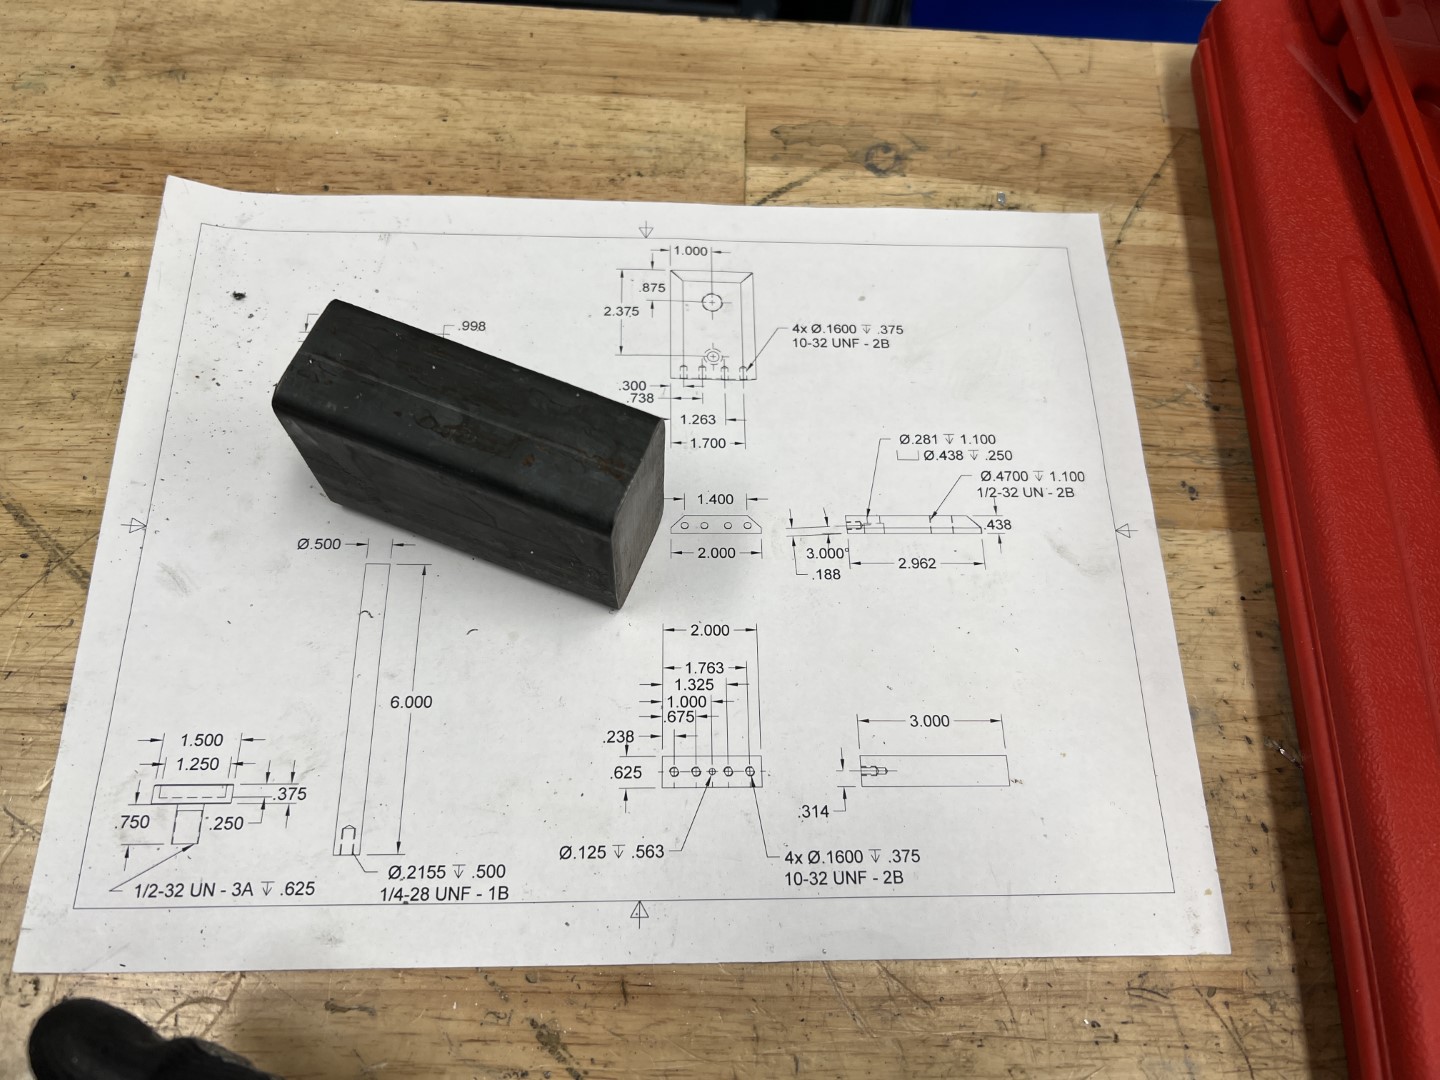 1.000
.875
2.375
.998
4x Ø.1600 ↧ .375
10-32 UNF - 2B
.300
.738
1.263
1.700
Ø.281 ↧ 1.100
⌴ Ø.438 ↧ .250
Ø.4700 ↧ 1.100
1/2-32 UN - 2B
1.400
2.000
.438
3.000°
.188
2.962
Ø.500
6.000
2.000
1.763
1.325
1.000
.675
.238
.625
3.000
.314
1.500
1.250
.375
.750
.250
Ø.125 ↧ .563
4x Ø.1600 ↧ .375
10-32 UNF - 2B
1/2-32 UN - 3A ↧ .625
Ø.2155 ↧ .500
1/4-28 UNF - 1B